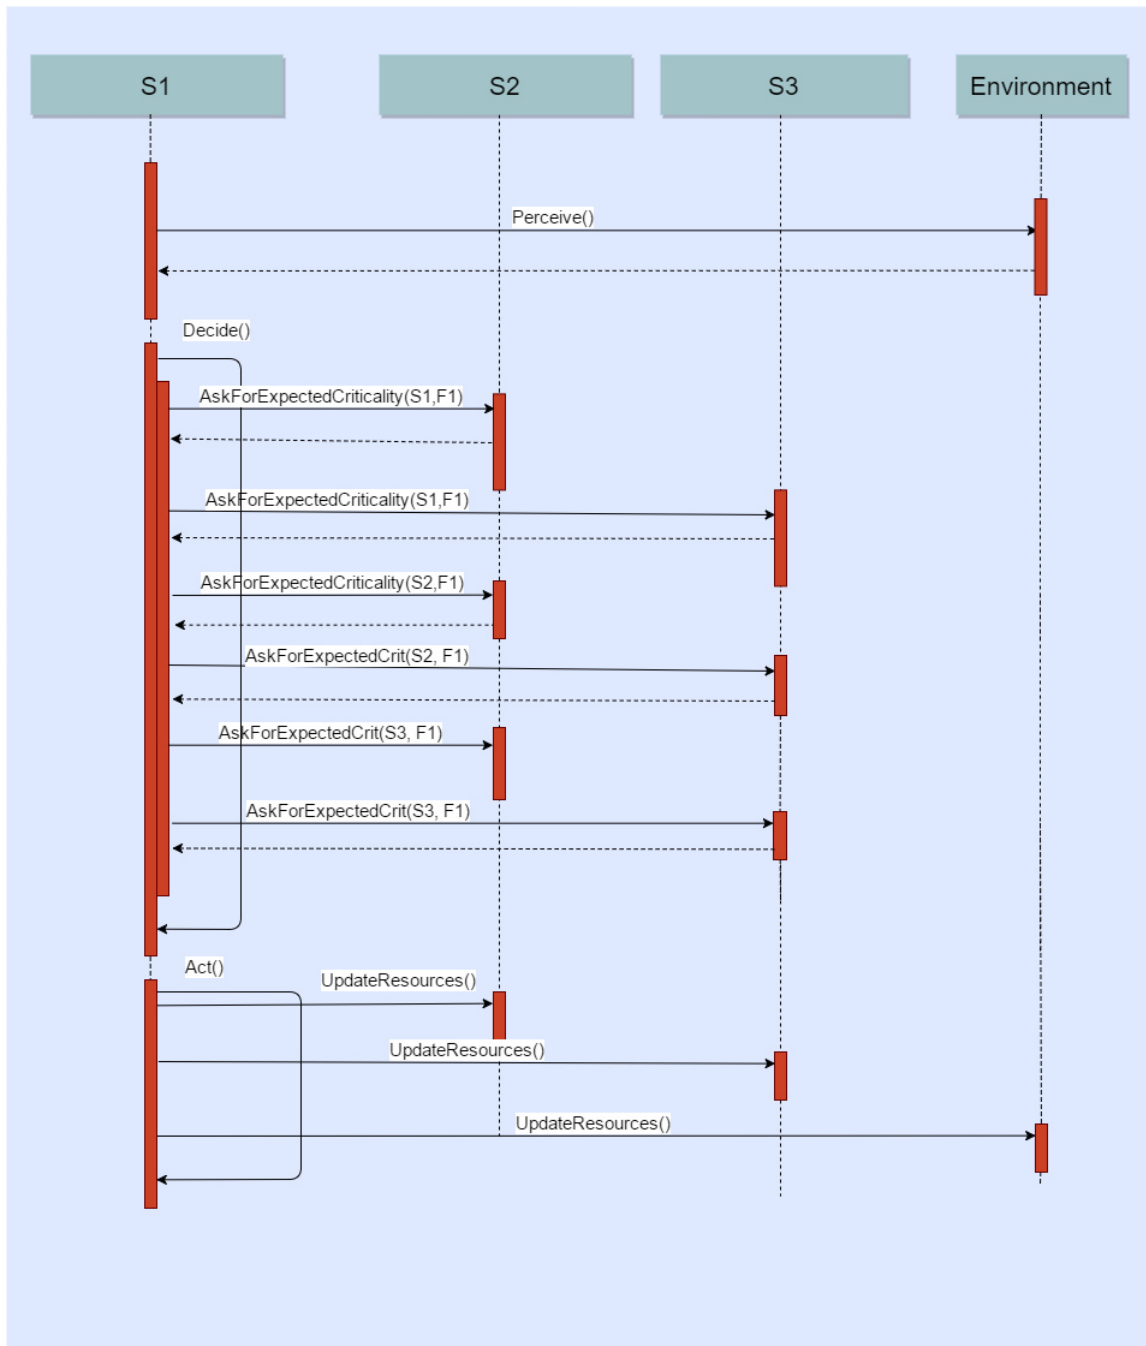 S1
S2
S3
Environment
Perceive()
Decide()
AskForExpectedCriticality(S1,F1)
AskForExpectedCriticality(S1,F1)
AskForExpectedCriticality(S2,F1)
AskForExpectedCrit(S2, F1)
AskForExpectedCrit(S3, F1)
AskForExpectedCrit(S3, F1)
Act()
UpdateResources()
UpdateResources()
UpdateResources()